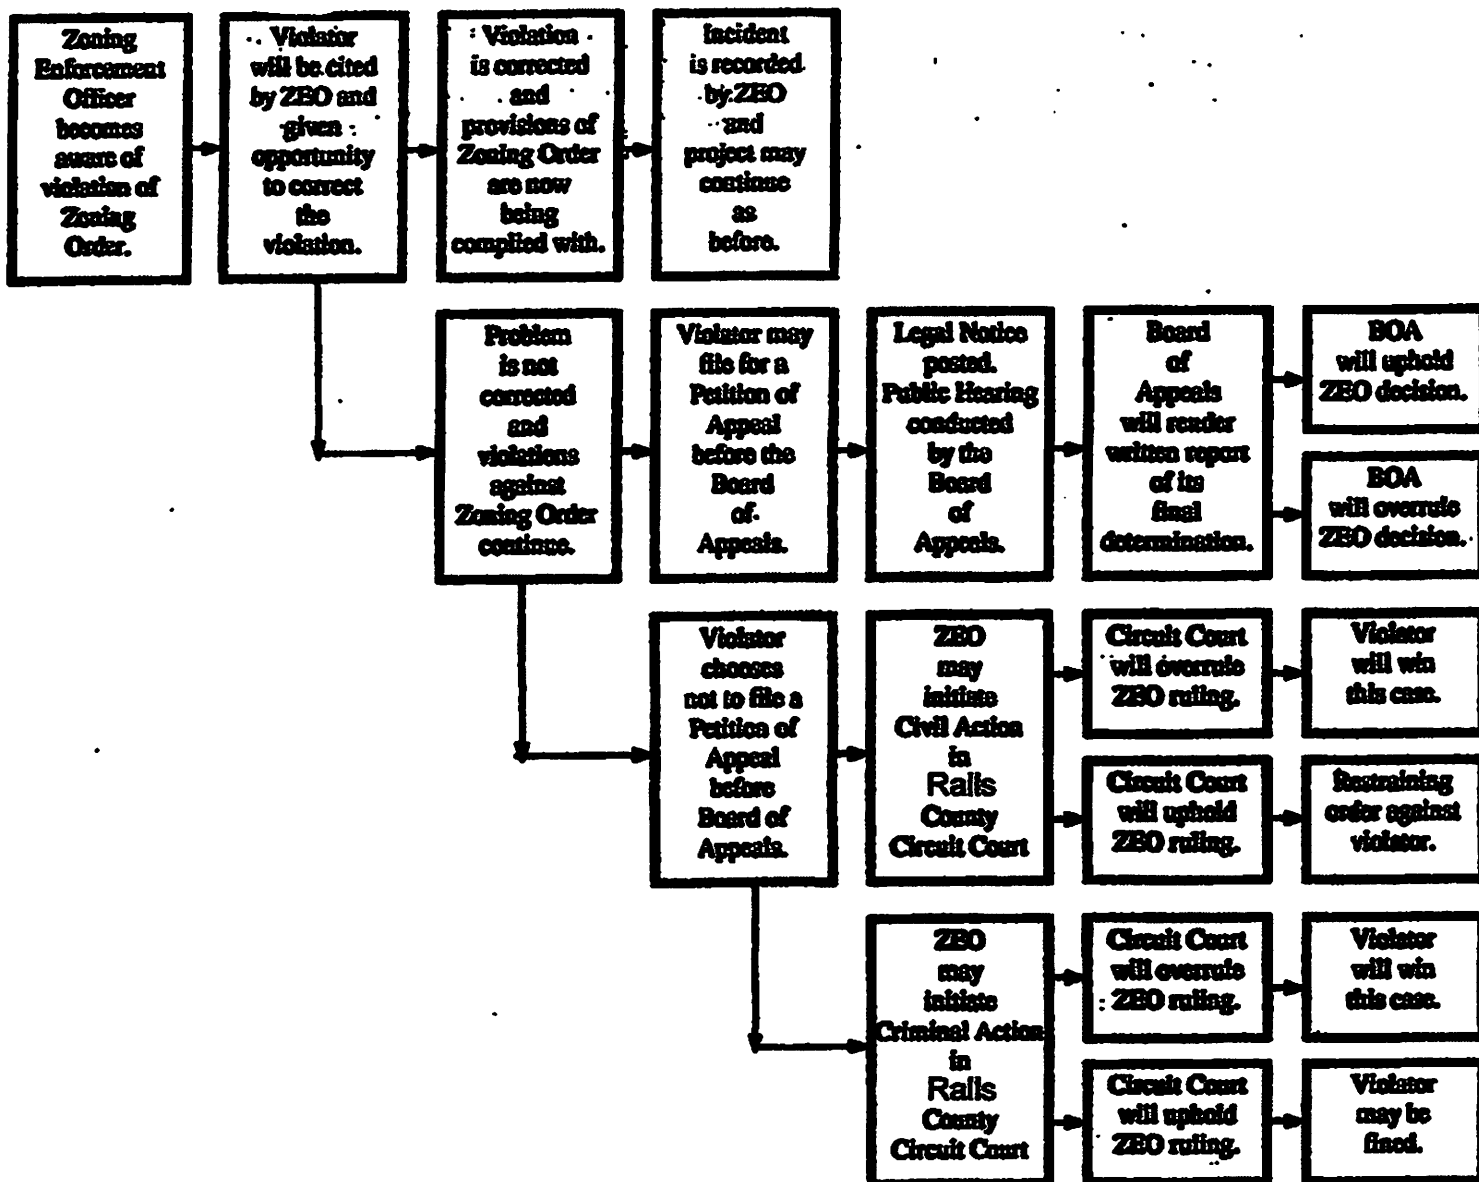 Zoning
Enforcement
Officer
becomes
aware of
violation of
Zoning
Order.
Violator
will be cited
by ZEO and
given
opportunity
to correct
the
violation.
Violation
is corrected
and
provisions of
Zoning Order
are now
being
complied with.
Incident
is recorded
by ZEO
and
project may
continue
as
before.
Problem
is not
corrected
and
violations
against
Zoning Order
continue.
Violator may
file for a
Petition of
Appeal
before the
Board
of
Appeals.
Legal Notice
posted.
Public Hearing
conducted
by the
Board
of
Appeals.
Board
of
Appeals
will render
written report
of its
final
determination.
BOA
will uphold
ZEO decision.
BOA
will overrule
ZEO decision.
Violator
chooses
not to file a
Petition of
Appeal
before
Board of
Appeals.
ZEO
may
initiate
Civil Action
in
Ralls
County
Circuit Court
Circuit Court
will overrule
ZEO ruling.
Violator
will win
this case.
Circuit Court
will uphold
ZEO ruling.
Restraining
order against
violator.
ZEO
may
initiate
Criminal Action
in
Ralls
County
Circuit Court
Circuit Court
will overrule
ZEO ruling.
Violator
will win
this case.
Circuit Court
will uphold
ZEO ruling.
Violator
may be
fined.